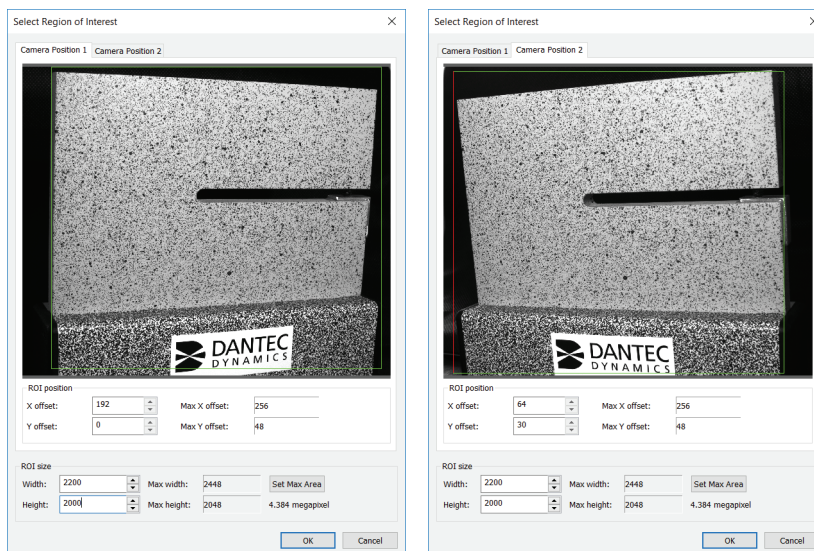 Select Region of Interest
Camera Position 1 Camera Position 2
DANTEC
DYNAMICS
ROI position
X offset: 192 Max X offset: 256
Y offset: 0 Max Y offset: 48
ROI size
Width: 2200 Max width: 2448 Set Max Area
Height: 2000 Max height: 2048 4.384 megapixel
OK Cancel
Select Region of Interest
Camera Position 1 Camera Position 2
DANTEC
DYNAMICS
ROI position
X offset: 64 Max X offset: 256
Y offset: 30 Max Y offset: 48
ROI size
Width: 2200 Max width: 2448 Set Max Area
Height: 2000 Max height: 2048 4.384 megapixel
OK Cancel